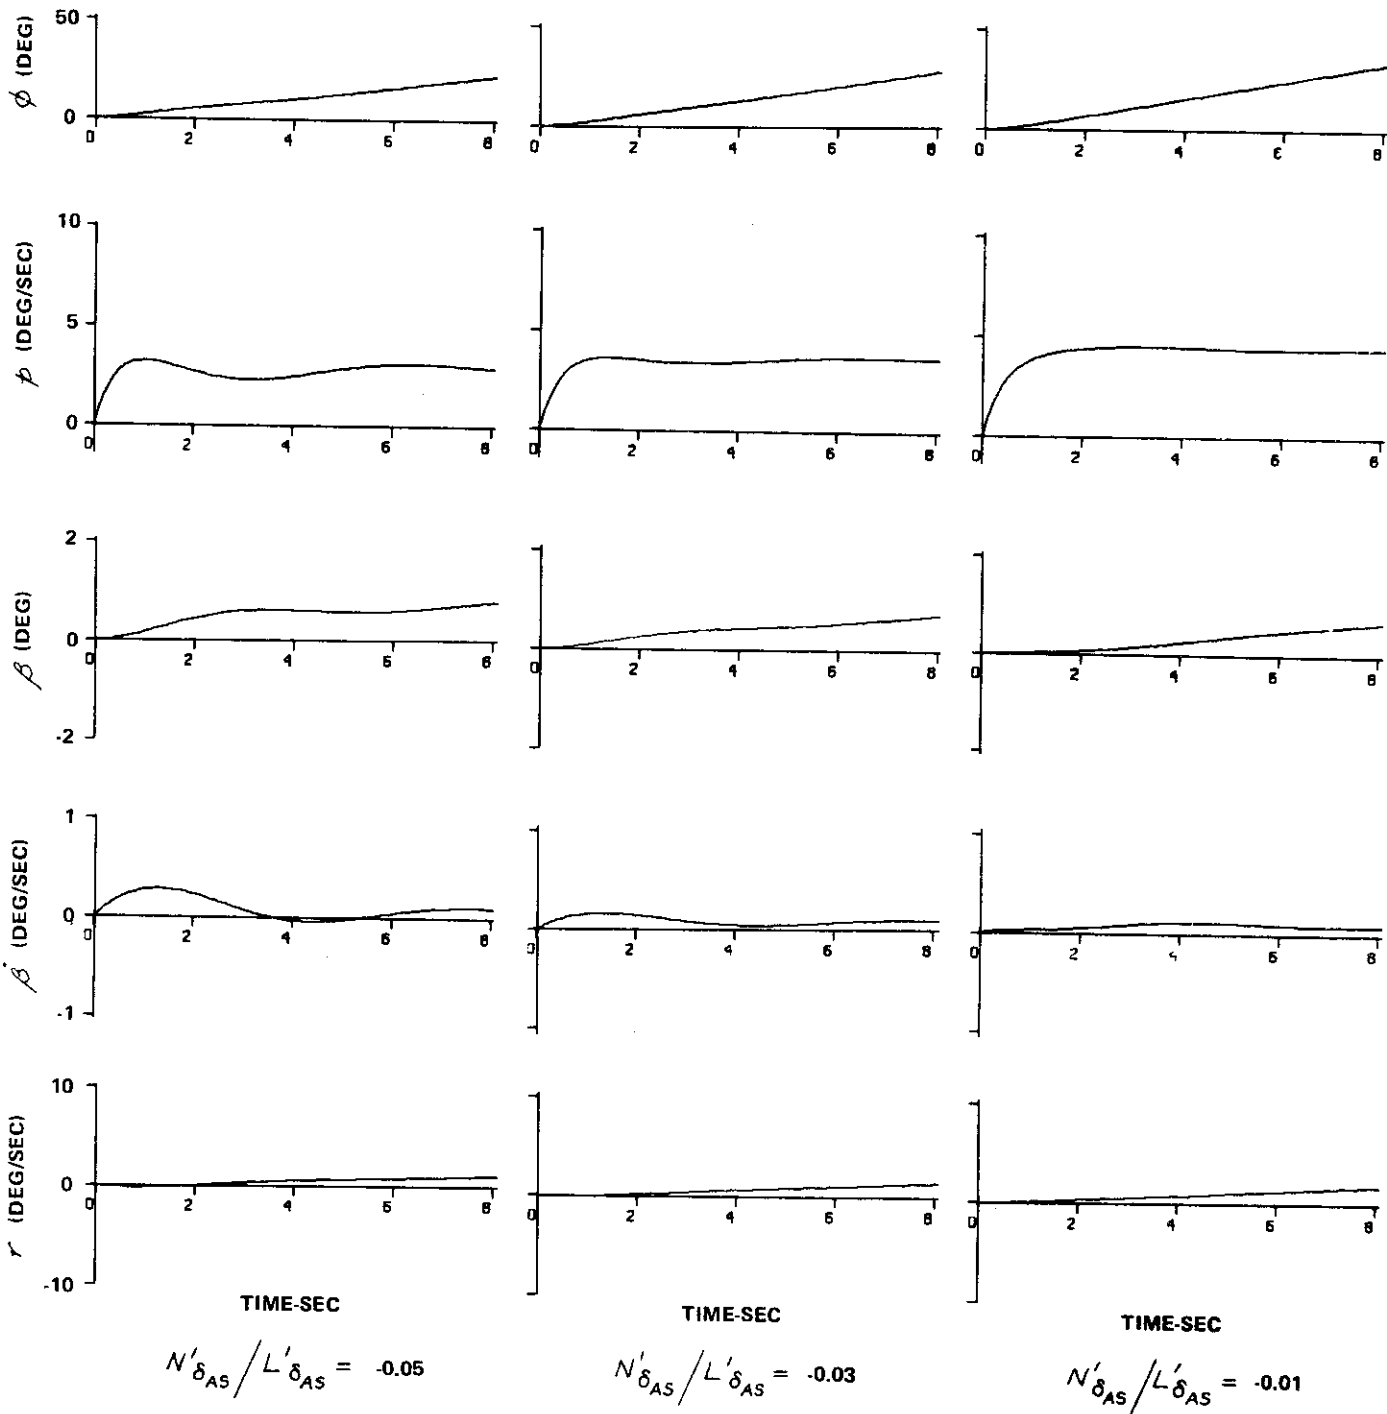 50
φ (DEG)
0
0 2 4 6 8
0 2 4 6 8
0 2 4 6 8
10
p (DEG/SEC)
5
0
0 2 4 6 8
0 2 4 6 8
0 2 4 6 8
2
β (DEG)
0
0 2 4 6 8
0 2 4 6 8
0 2 4 6 8
-2
1
β̇ (DEG/SEC)
0
0 2 4 6 8
0 2 4 6 8
0 2 4 6 8
-1
10
r (DEG/SEC)
0
0 2 4 6 8
0 2 4 6 8
0 2 4 6 8
-10
TIME-SEC
TIME-SEC
TIME-SEC
N'δAS / L'δAS = -0.05
N'δAS / L'δAS = -0.03
N'δAS / L'δAS = -0.01